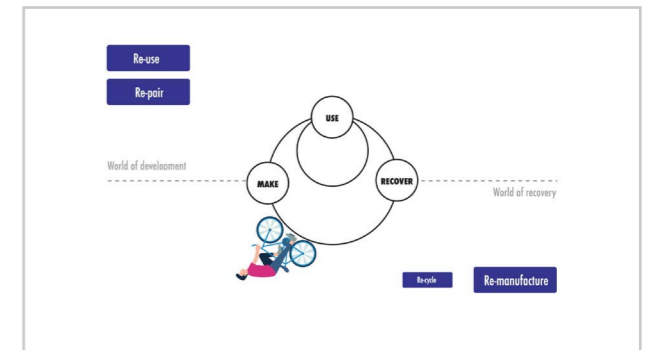 Re-use
Re-pair
USE
World of development
MAKE
RECOVER
World of recovery
Re-cycle
Re-manufacture